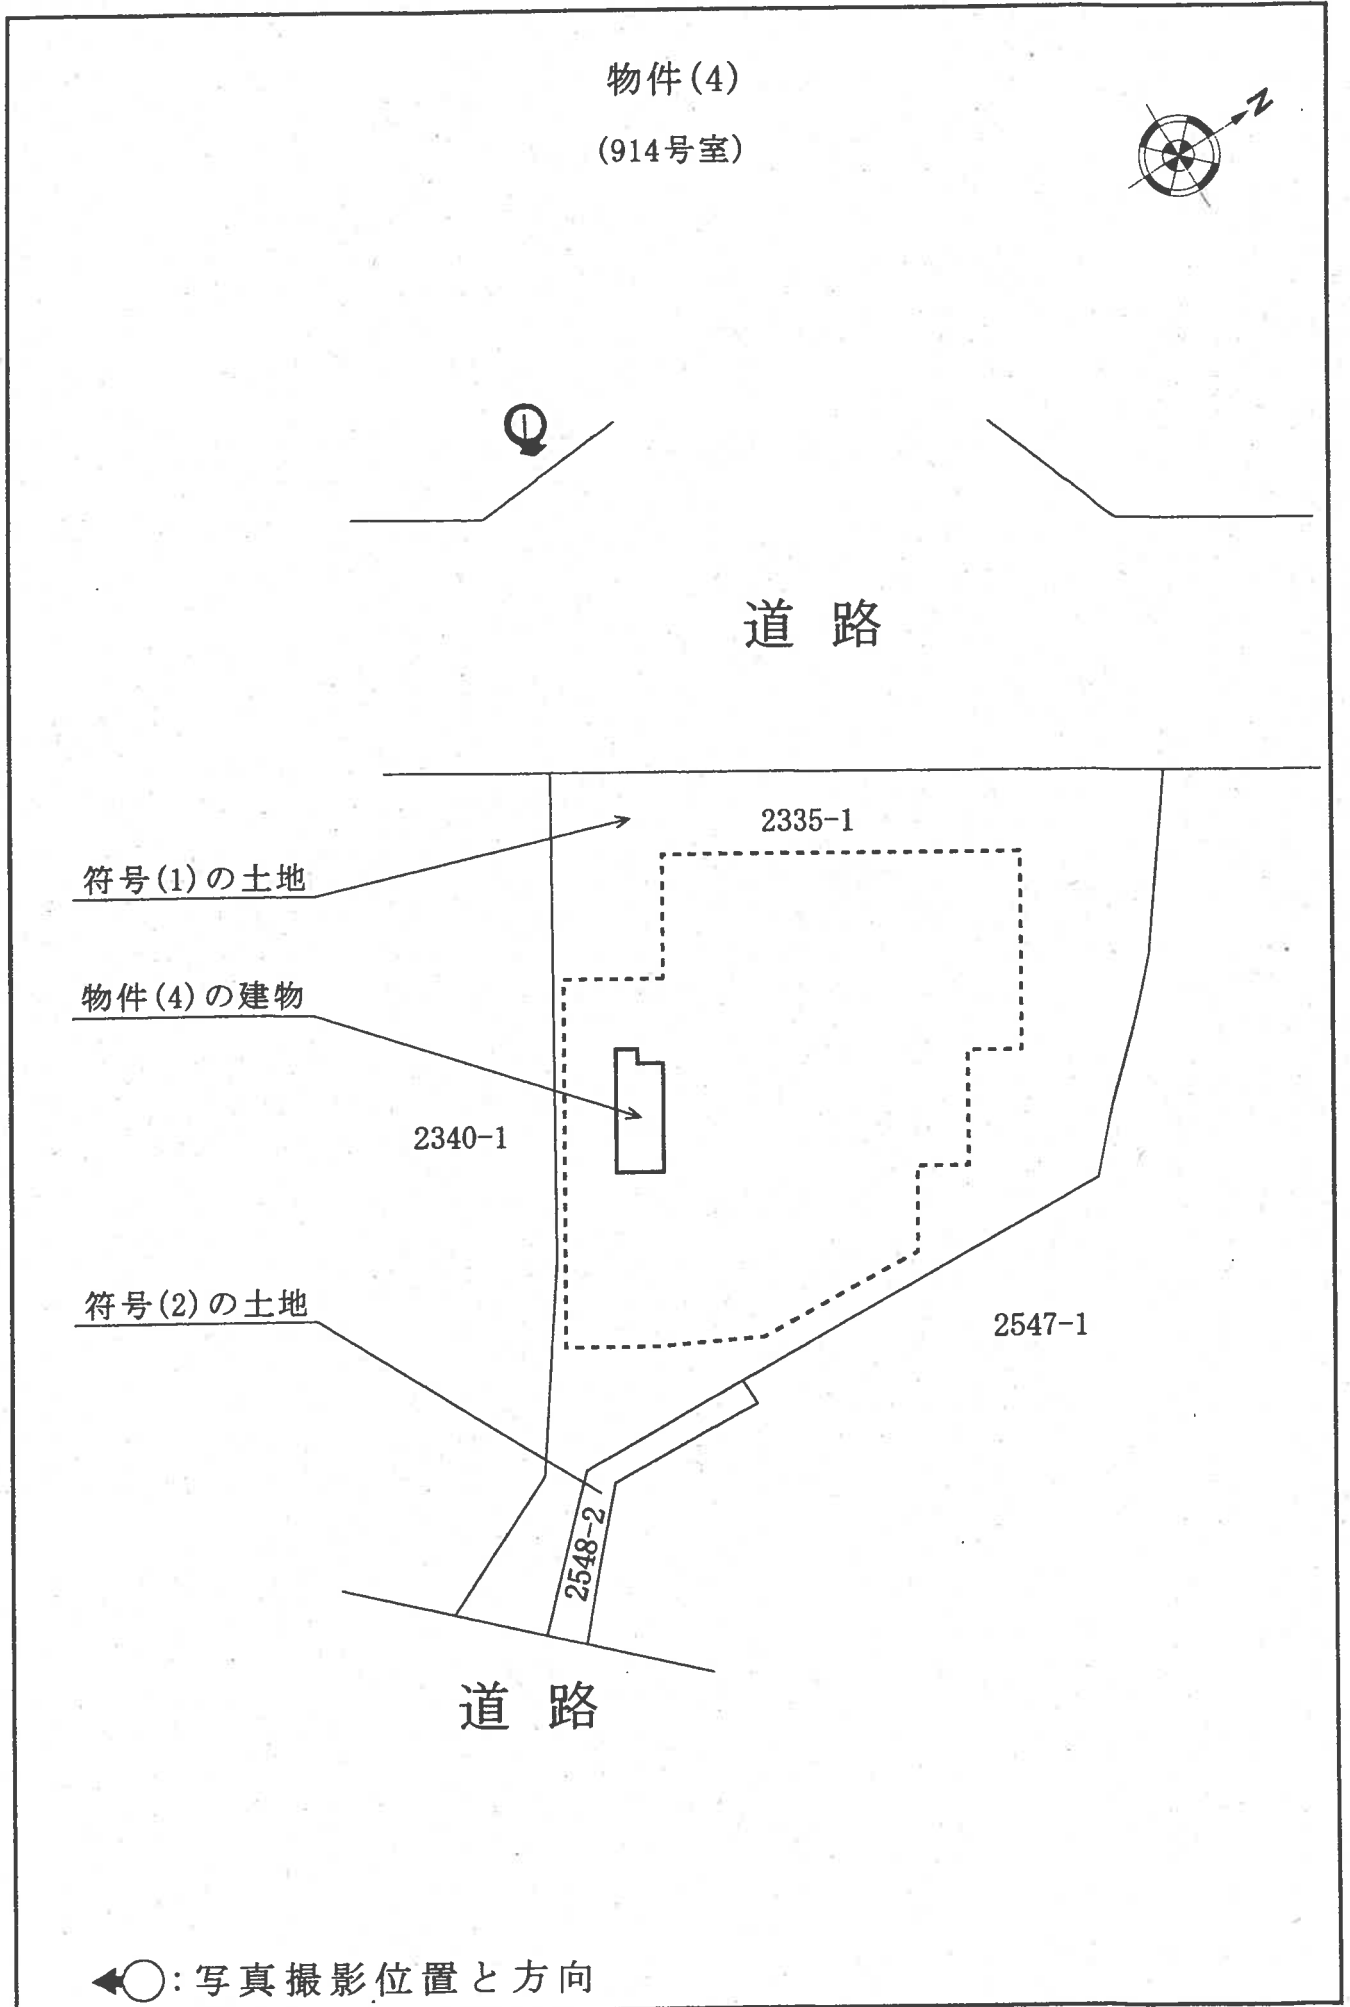 物件(4)
(914号室)
N
道路
2335-1
符号(1)の土地
物件(4)の建物
2340-1
符号(2)の土地
2547-1
2548-2
道路
:写真撮影位置と方向